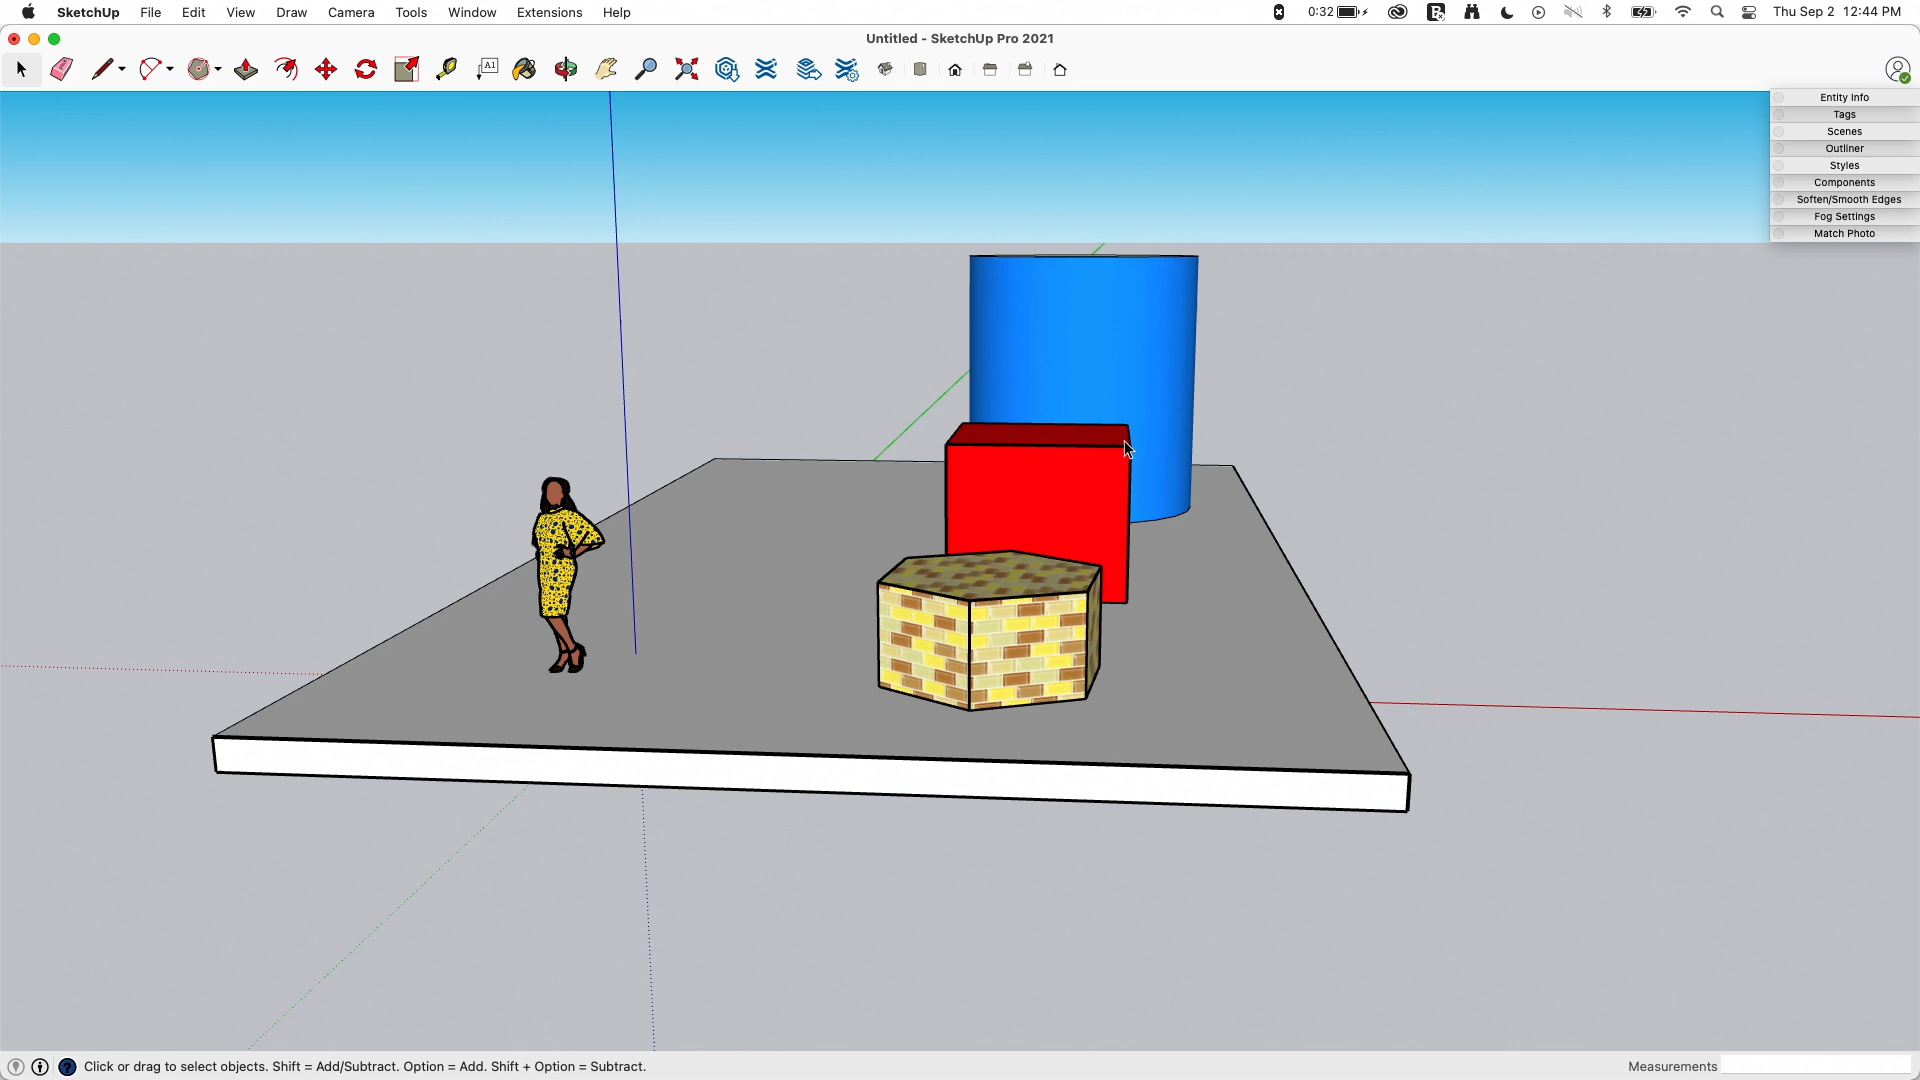 SketchUp File Edit View Draw Camera Tools Window Extensions Help 0:32 Thu Sep 2 12:44 PM
Untitled - SketchUp Pro 2021
A1
Entity Info
Tags
Scenes
Outliner
Styles
Components
Soften/Smooth Edges
Fog Settings
Match Photo
Click or drag to select objects. Shift = Add/Subtract. Option = Add. Shift + Option = Subtract. Measurements